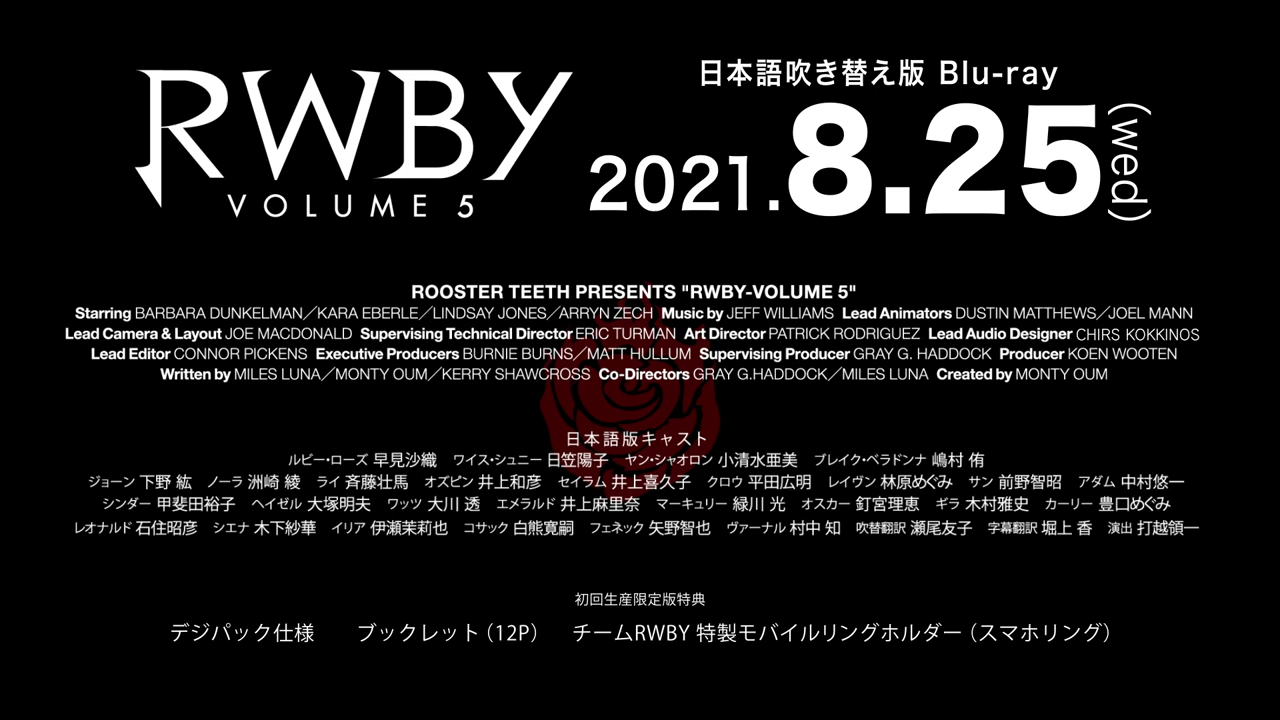 RWBY
VOLUME 5
日本語吹き替え版 Blu-ray
2021.8.25(wed)
ROOSTER TEETH PRESENTS "RWBY-VOLUME 5"
Starring BARBARA DUNKELMAN／KARA EBERLE／LINDSAY JONES／ARRYN ZECH Music by JEFF WILLIAMS Lead Animators DUSTIN MATTHEWS／JOEL MANN
Lead Camera & Layout JOE MACDONALD Supervising Technical Director ERIC TURMAN Art Director PATRICK RODRIGUEZ Lead Audio Designer CHIRS KOKKINOS
Lead Editor CONNOR PICKENS Executive Producers BURNIE BURNS／MATT HULLUM Supervising Producer GRAY G. HADDOCK Producer KOEN WOOTEN
Written by MILES LUNA／MONTY OUM／KERRY SHAWCROSS Co-Directors GRAY G.HADDOCK／MILES LUNA Created by MONTY OUM
日本語版キャスト
ルビー・ローズ 早見沙織 ワイス・シュニー 日笠陽子 ヤン・シャオロン 小清水亜美 ブレイク・ベラドンナ 嶋村 侑
ジョーン 下野 紘 ノーラ 洲崎 綾 ライ 斉藤壮馬 オズピン 井上和彦 セイラム 井上喜久子 クロウ 平田広明 レイヴン 林原めぐみ サン 前野智昭 アダム 中村悠一
シンダー 甲斐田裕子 ヘイゼル 大塚明夫 ワッツ 大川 透 エメラルド 井上麻里奈 マーキュリー 緑川 光 オスカー 釘宮理恵 ギラ 木村雅史 カーリー 豊口めぐみ
レオナルド 石住昭彦 シエナ 木下紗華 イリア 伊瀬茉莉也 コサック 白熊寛嗣 フェネック 矢野智也 ヴァーナル 村中 知 吹替翻訳 瀬尾友子 字幕翻訳 堀上 香 演出 打越領一
初回生産限定版特典
デジパック仕様 ブックレット（12P） チームRWBY 特製モバイルリングホルダー（スマホリング）